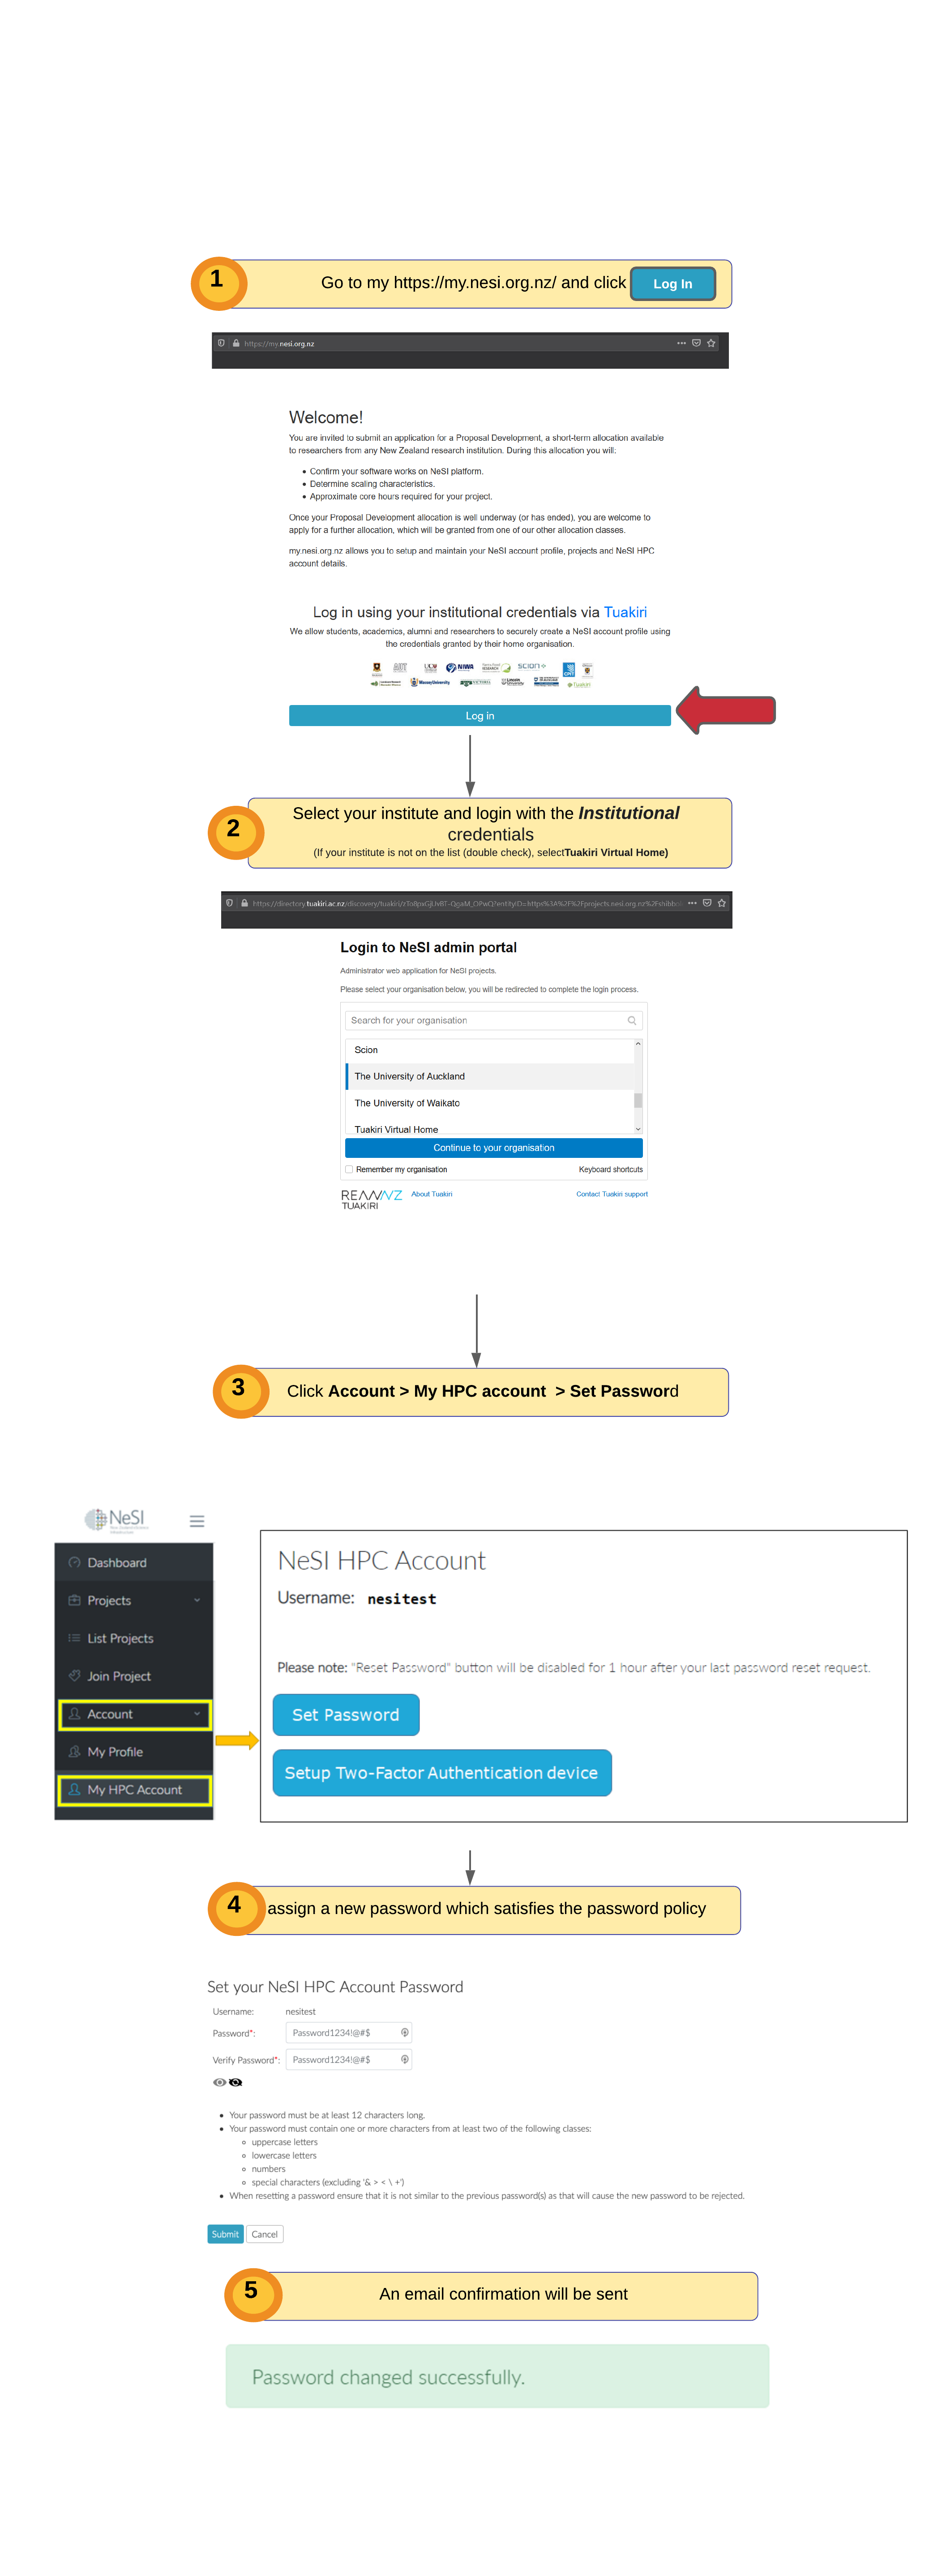 1
Go to my https://my.nesi.org.nz/ and click
Log In
https://my.nesi.org.nz
Welcome!
You are invited to submit an application for a Proposal Development, a short-term allocation available
to researchers from any New Zealand research institution. During this allocation you will:
• Confirm your software works on NeSI platform.
• Determine scaling characteristics.
• Approximate core hours required for your project.
Once your Proposal Development allocation is well underway (or has ended), you are welcome to
apply for a further allocation, which will be granted from one of our other allocation classes.
my.nesi.org.nz allows you to setup and maintain your NeSI account profile, projects and NeSI HPC
account details.
Log in using your institutional credentials via Tuakiri
We allow students, academics, alumni and researchers to securely create a NeSI account profile using
the credentials granted by their home organisation.
AUT UC NIWA SCION CPIT
Massey University VICTORIA Lincoln Tuakiri
Log in
2
Select your institute and login with the Institutional
credentials
(If your institute is not on the list (double check), selectTuakiri Virtual Home)
Login to NeSI admin portal
Administrator web application for NeSI projects.
Please select your organisation below, you will be redirected to complete the login process.
Search for your organisation
Scion
The University of Auckland
The University of Waikato
Tuakiri Virtual Home
Continue to your organisation
Remember my organisation
Keyboard shortcuts
REANNZ
TUAKIRI
About Tuakiri
Contact Tuakiri support
3
Click Account > My HPC account > Set Password
NeSI
Dashboard
Projects
List Projects
Join Project
Account
My Profile
My HPC Account
NeSI HPC Account
Username: nesitest
Please note: "Reset Password" button will be disabled for 1 hour after your last password reset request.
Set Password
Setup Two-Factor Authentication device
4
assign a new password which satisfies the password policy
Set your NeSI HPC Account Password
Username: nesitest
Password*: Password1234!@#$
Verify Password*: Password1234!@#$
• Your password must be at least 12 characters long.
• Your password must contain one or more characters from at least two of the following classes:
uppercase letters
lowercase letters
numbers
special characters (excluding '& > < \ +')
• When resetting a password ensure that it is not similar to the previous password(s) as that will cause the new password to be rejected.
Submit Cancel
5
An email confirmation will be sent
Password changed successfully.